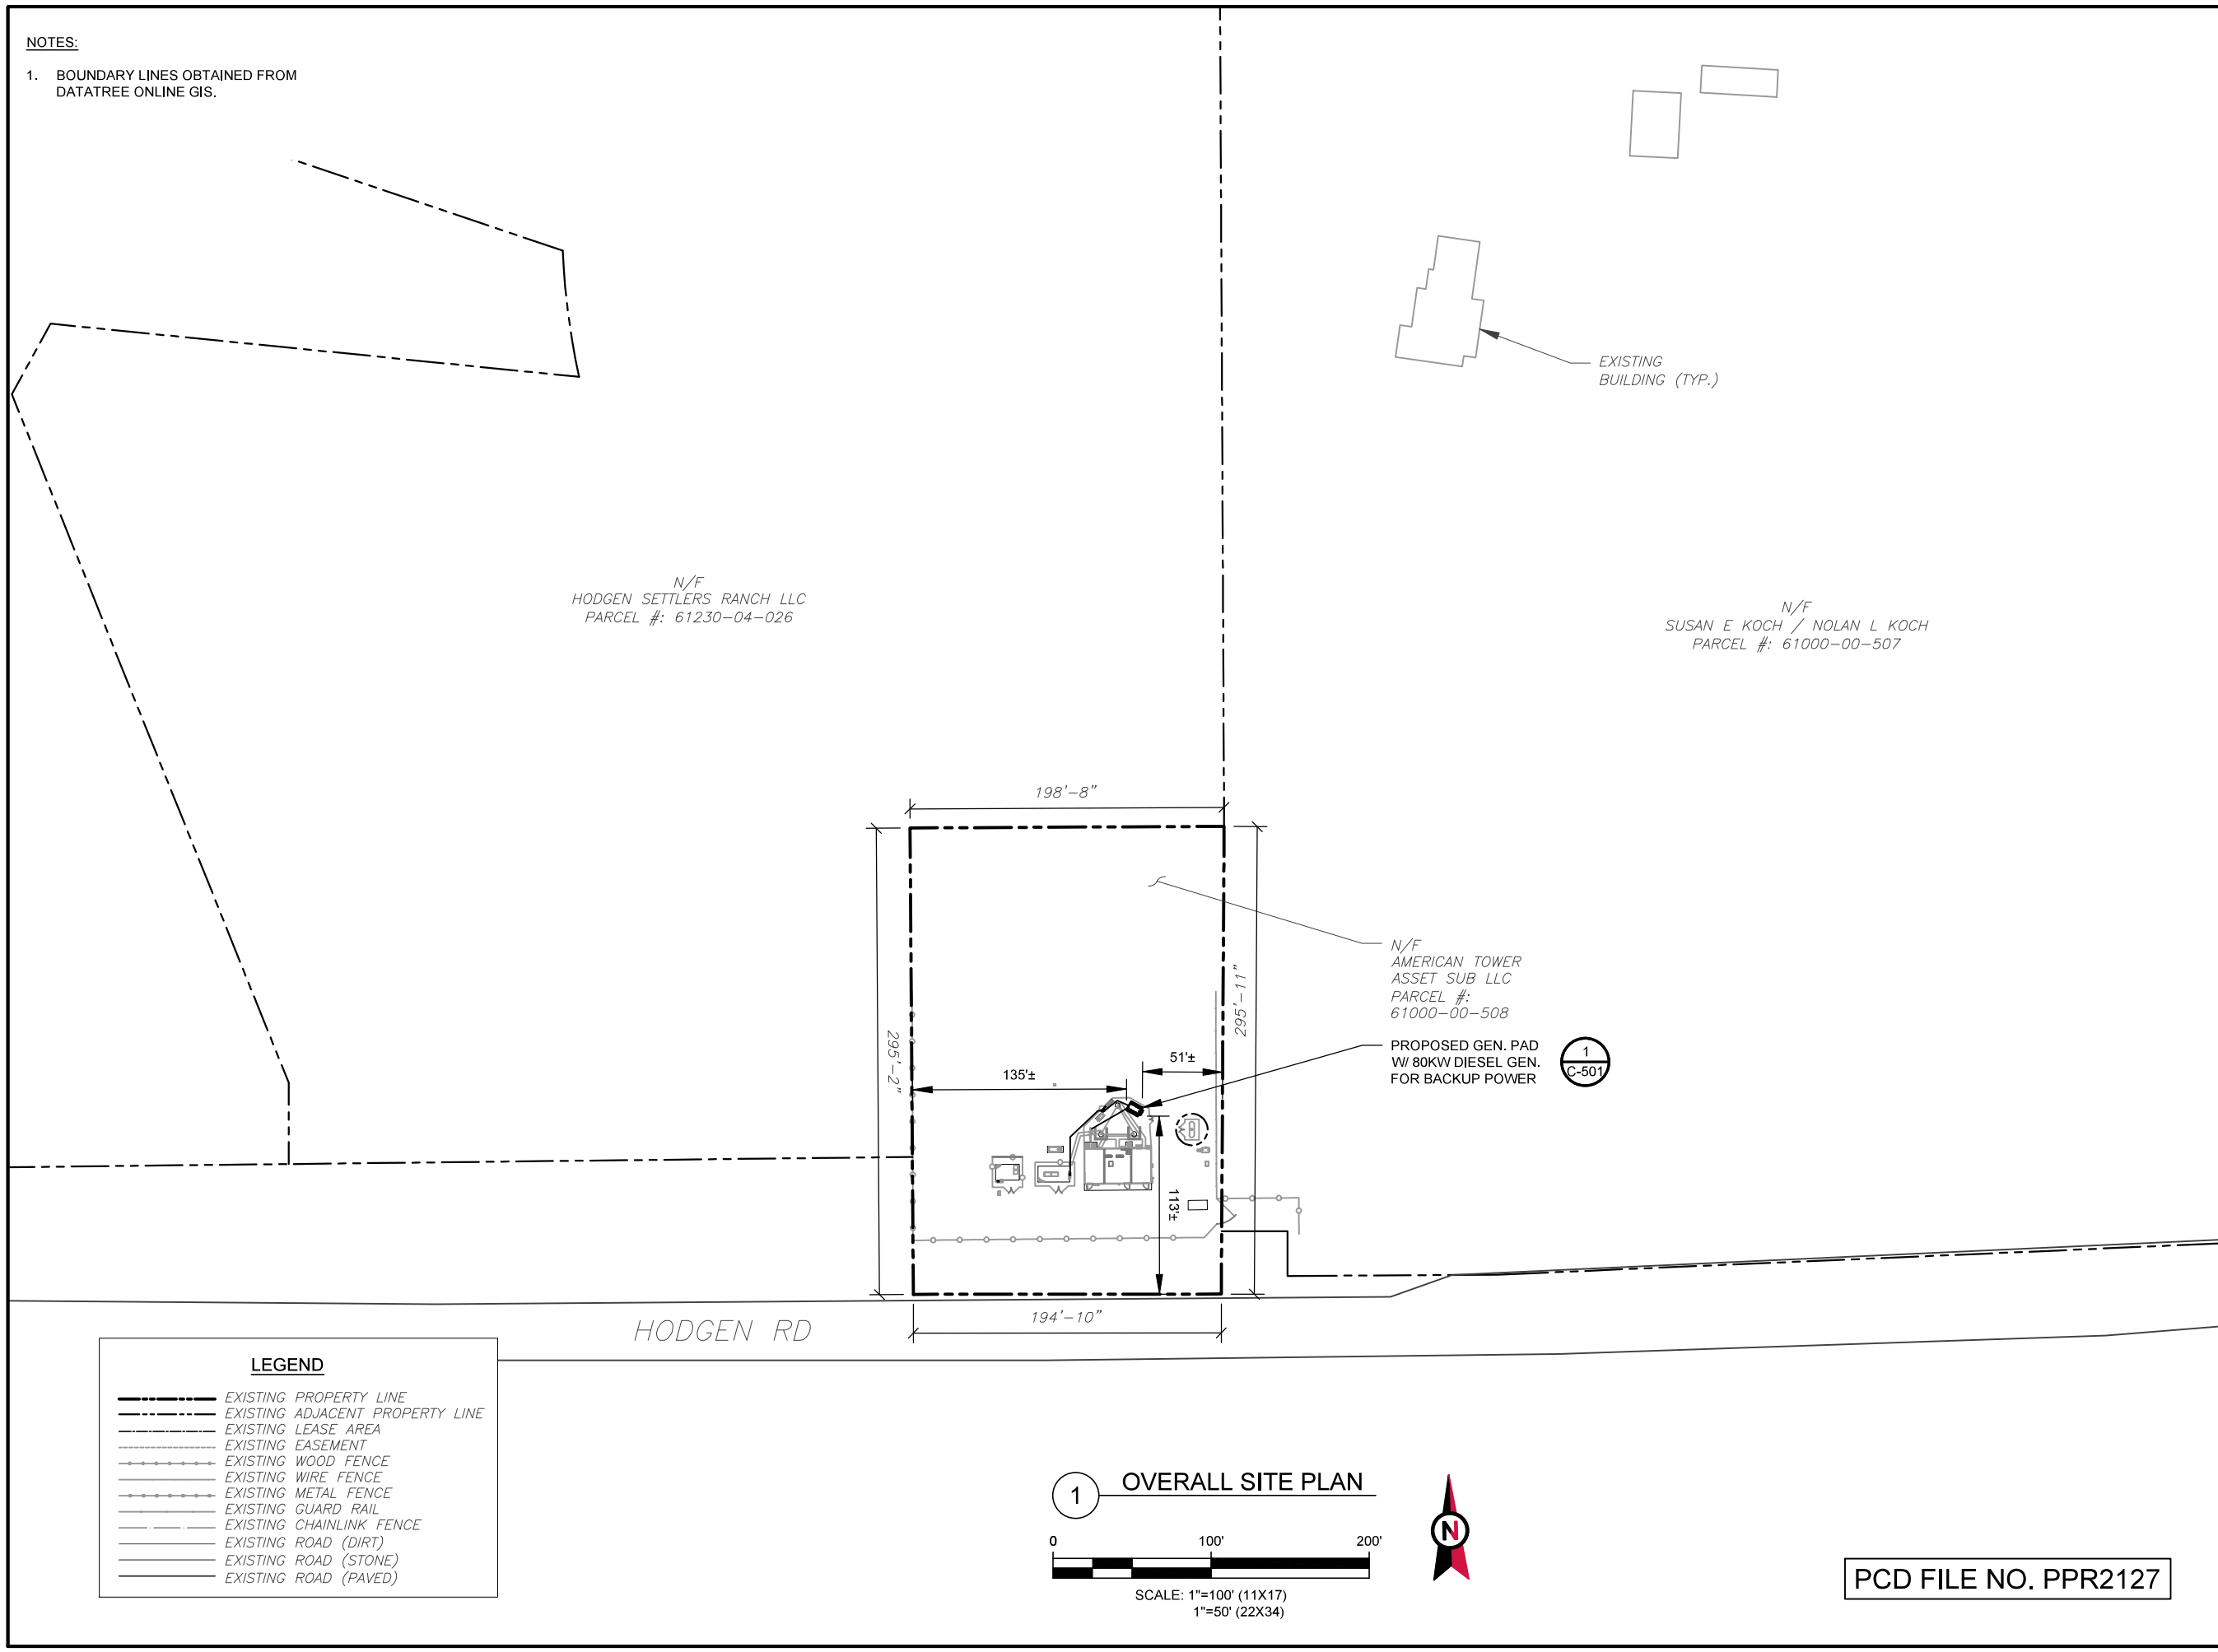 NOTES:
1. BOUNDARY LINES OBTAINED FROM
DATATREE ONLINE GIS.
EXISTING
BUILDING (TYP.)
N/F
HODGEN SETTLERS RANCH LLC
PARCEL #: 61230-04-026
N/F
SUSAN E KOCH / NOLAN L KOCH
PARCEL #: 61000-00-507
198'-8"
295'-2"
295'-11"
N/F
AMERICAN TOWER
ASSET SUB LLC
PARCEL #:
61000-00-508
PROPOSED GEN. PAD
W/ 80KW DIESEL GEN.
FOR BACKUP POWER
1
C-501
51'±
135'±
113'±
194'-10"
HODGEN RD
LEGEND
EXISTING PROPERTY LINE
EXISTING ADJACENT PROPERTY LINE
EXISTING LEASE AREA
EXISTING EASEMENT
EXISTING WOOD FENCE
EXISTING WIRE FENCE
EXISTING METAL FENCE
EXISTING GUARD RAIL
EXISTING CHAINLINK FENCE
EXISTING ROAD (DIRT)
EXISTING ROAD (STONE)
EXISTING ROAD (PAVED)
1 OVERALL SITE PLAN
0 100' 200'
SCALE: 1"=100' (11X17)
1"=50' (22X34)
N
PCD FILE NO. PPR2127